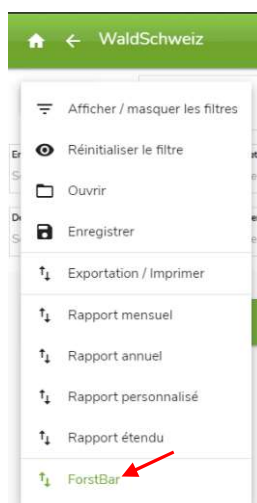 WaldSchweiz
Afficher / masquer les filtres
Réinitialiser le filtre
Ouvrir
Enregistrer
Exportation / Imprimer
Rapport mensuel
Rapport annuel
Rapport personnalisé
Rapport étendu
ForstBar